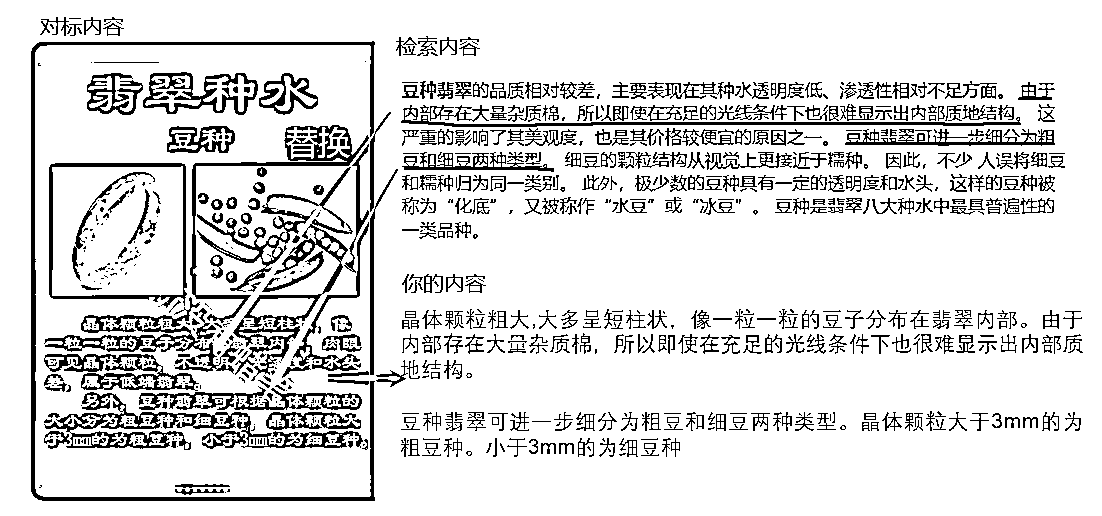 对标内容
翡翠种水
豆种
替换
晶体颗粒粗大,大多呈短柱状，像
一粒一粒的豆子分布在翡翠内部，肉眼
可见晶体颗粒，不透明
和水头
差，属于低端翡翠。
另外，豆种翡翠可根据晶体颗粒的
大小分为粗豆种和细豆种，晶体颗粒大
于3mm的为粗豆种，小于3mm的为细豆种。
检索内容
豆种翡翠的品质相对较差，主要表现在其种水透明度低、渗透性相对不足方面。 由于
内部存在大量杂质棉，所以即使在充足的光线条件下也很难显示出内部质地结构。 这
严重的影响了其美观度，也是其价格较便宜的原因之一。 豆种翡翠可进一步细分为粗
豆和细豆两种类型。 细豆的颗粒结构从视觉上更接近于糯种。 因此，不少 人误将细豆
和糯种归为同一类别。 此外，极少数的豆种具有一定的透明度和水头，这样的豆种被
称为“化底”，又被称作“水豆”或“冰豆”。 豆种是翡翠八大种水中最具普遍性的
一类品种。
你的内容
晶体颗粒粗大,大多呈短柱状，像一粒一粒的豆子分布在翡翠内部。由于
内部存在大量杂质棉，所以即使在充足的光线条件下也很难显示出内部质
地结构。
豆种翡翠可进一步细分为粗豆和细豆两种类型。晶体颗粒大于3mm的为
粗豆种。小于3mm的为细豆种